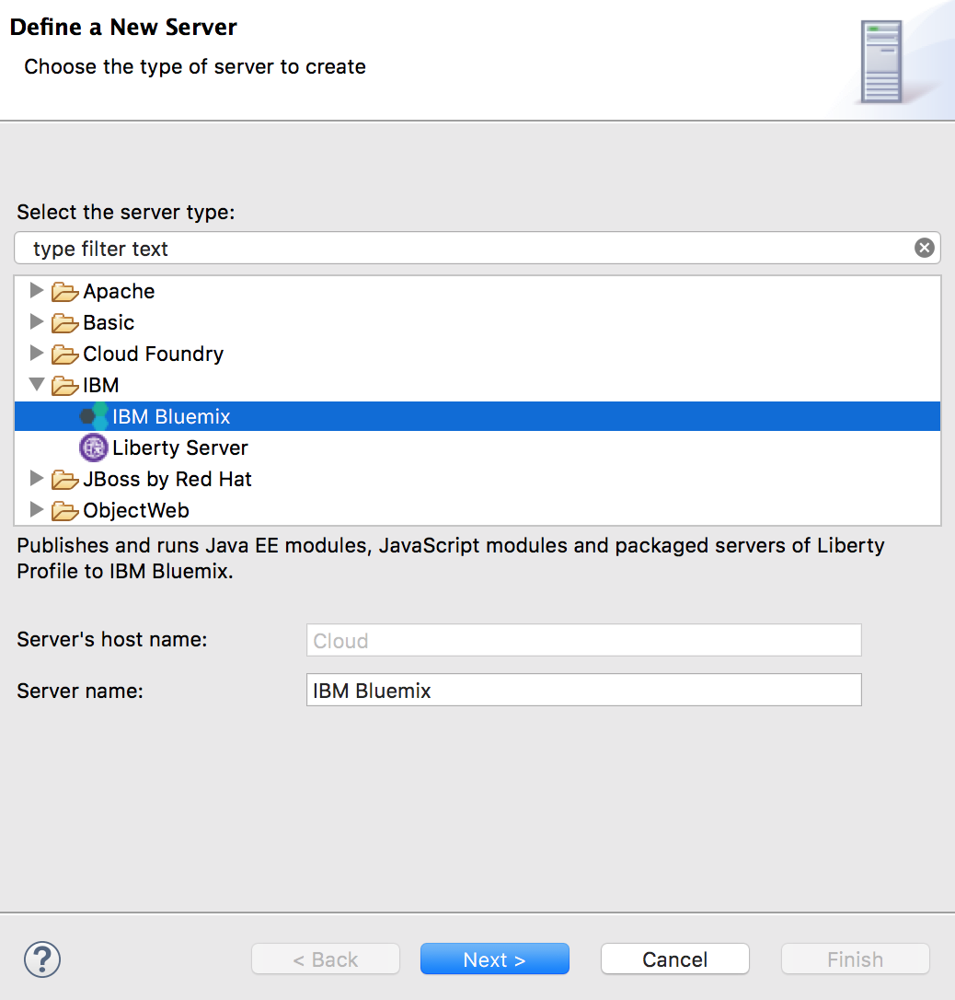 Define a New Server
Choose the type of server to create
Select the server type:
type filter text
Apache
Basic
Cloud Foundry
IBM
IBM Bluemix
Liberty Server
JBoss by Red Hat
ObjectWeb
Publishes and runs Java EE modules, JavaScript modules and packaged servers of Liberty
Profile to IBM Bluemix.
Server's host name: Cloud
Server name: IBM Bluemix
? < Back Next > Cancel Finish